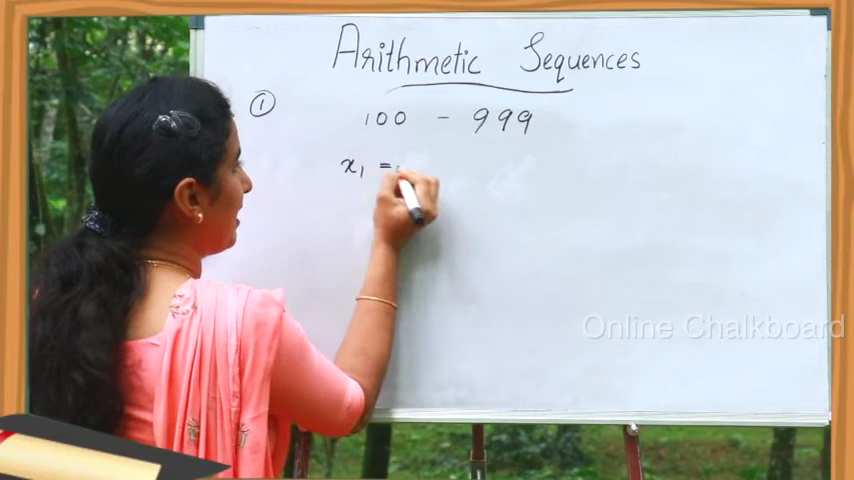 Arithmetic Sequences
① 100 - 999
x₁ =
Online Chalkboard